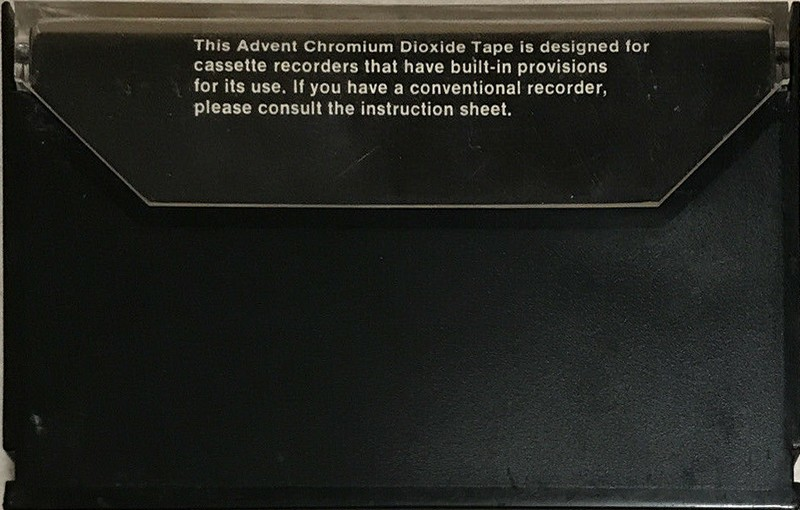 This Advent Chromium Dioxide Tape is designed for
cassette recorders that have built-in provisions
for its use. If you have a conventional recorder,
please consult the instruction sheet.